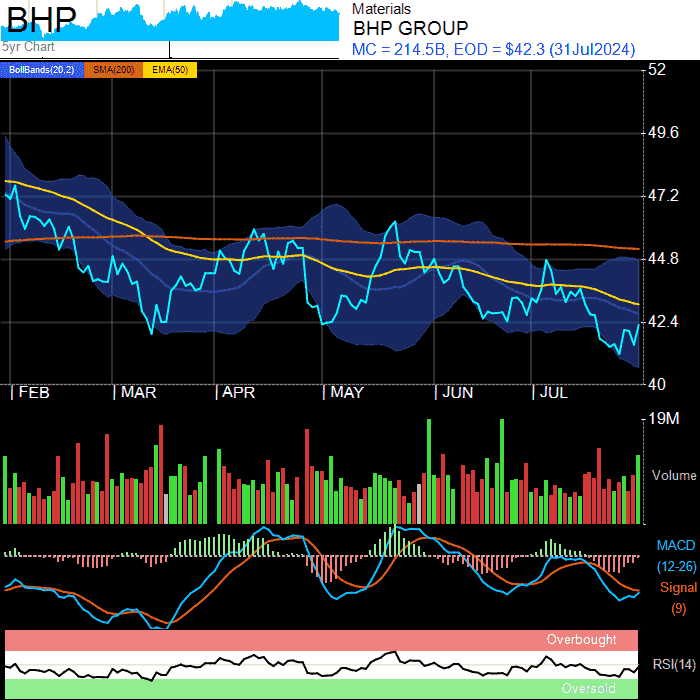 BHP
5yr Chart
Materials
BHP GROUP
MC = 214.5B, EOD = $42.3 (31Jul2024)
BollBands(20,2) SMA(200) EMA(50)
52
49.6
47.2
44.8
42.4
40
FEB MAR APR MAY JUN JUL
19M
Volume
MACD
(12-26)
Signal
(9)
Overbought
RSI(14)
Oversold